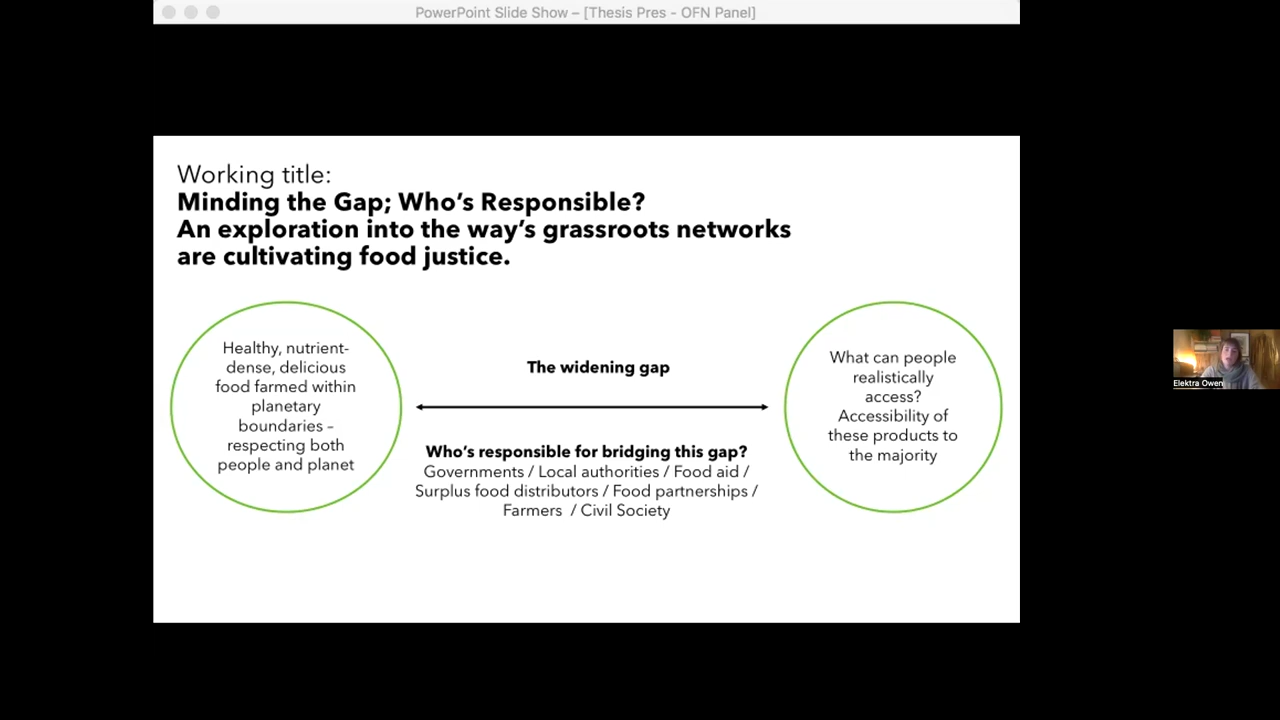 PowerPoint Slide Show – [Thesis Pres - OFN Panel]
Working title:
Minding the Gap; Who's Responsible?
An exploration into the way's grassroots networks
are cultivating food justice.
Healthy, nutrient-
dense, delicious
food farmed within
planetary
boundaries –
respecting both
people and planet
The widening gap
Who's responsible for bridging this gap?
Governments / Local authorities / Food aid /
Surplus food distributors / Food partnerships /
Farmers / Civil Society
What can people
realistically
access?
Accessibility of
these products to
the majority
Elektra Owen